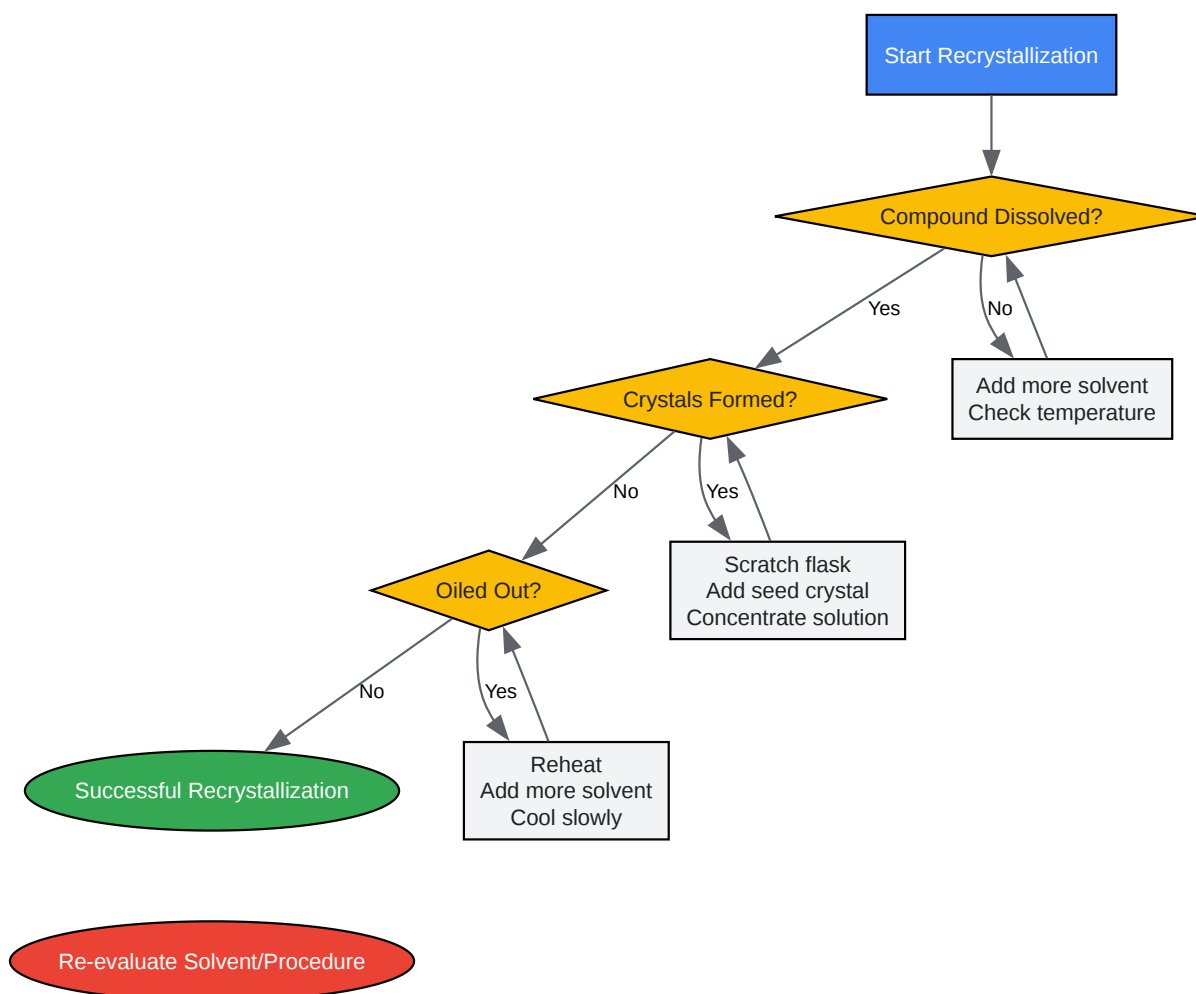 Start Recrystallization
Compound Dissolved?
Yes
No
Add more solvent
Check temperature
Crystals Formed?
No
Yes
Scratch flask
Add seed crystal
Concentrate solution
Oiled Out?
No
Yes
Reheat
Add more solvent
Cool slowly
Successful Recrystallization
Re-evaluate Solvent/Procedure